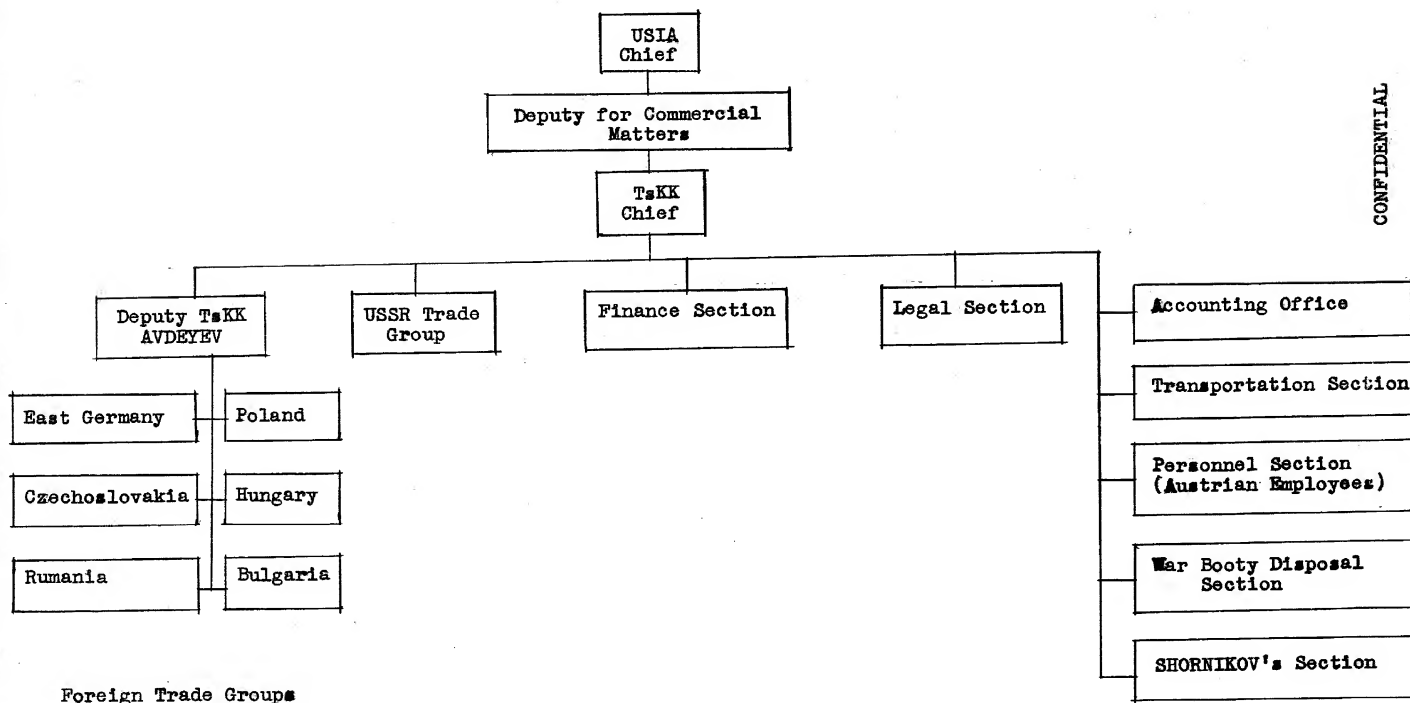 USIA
Chief
Deputy for Commercial
Matters
TsKK
Chief
CONFIDENTIAL
Deputy TsKK
AVDEYEV
USSR Trade
Group
Finance Section
Legal Section
Accounting Office
Transportation Section
Personnel Section
(Austrian Employees)
War Booty Disposal
Section
SHORNIKOV's Section
East Germany
Poland
Czechoslovakia
Hungary
Rumania
Bulgaria
Foreign Trade Groups